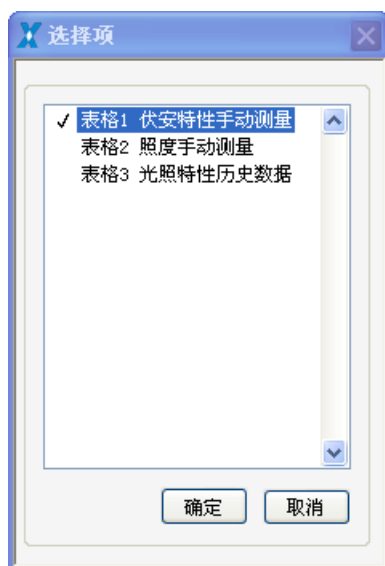 选择项
✓ 表格1 伏安特性手动测量
表格2 照度手动测量
表格3 光照特性历史数据
确定
取消